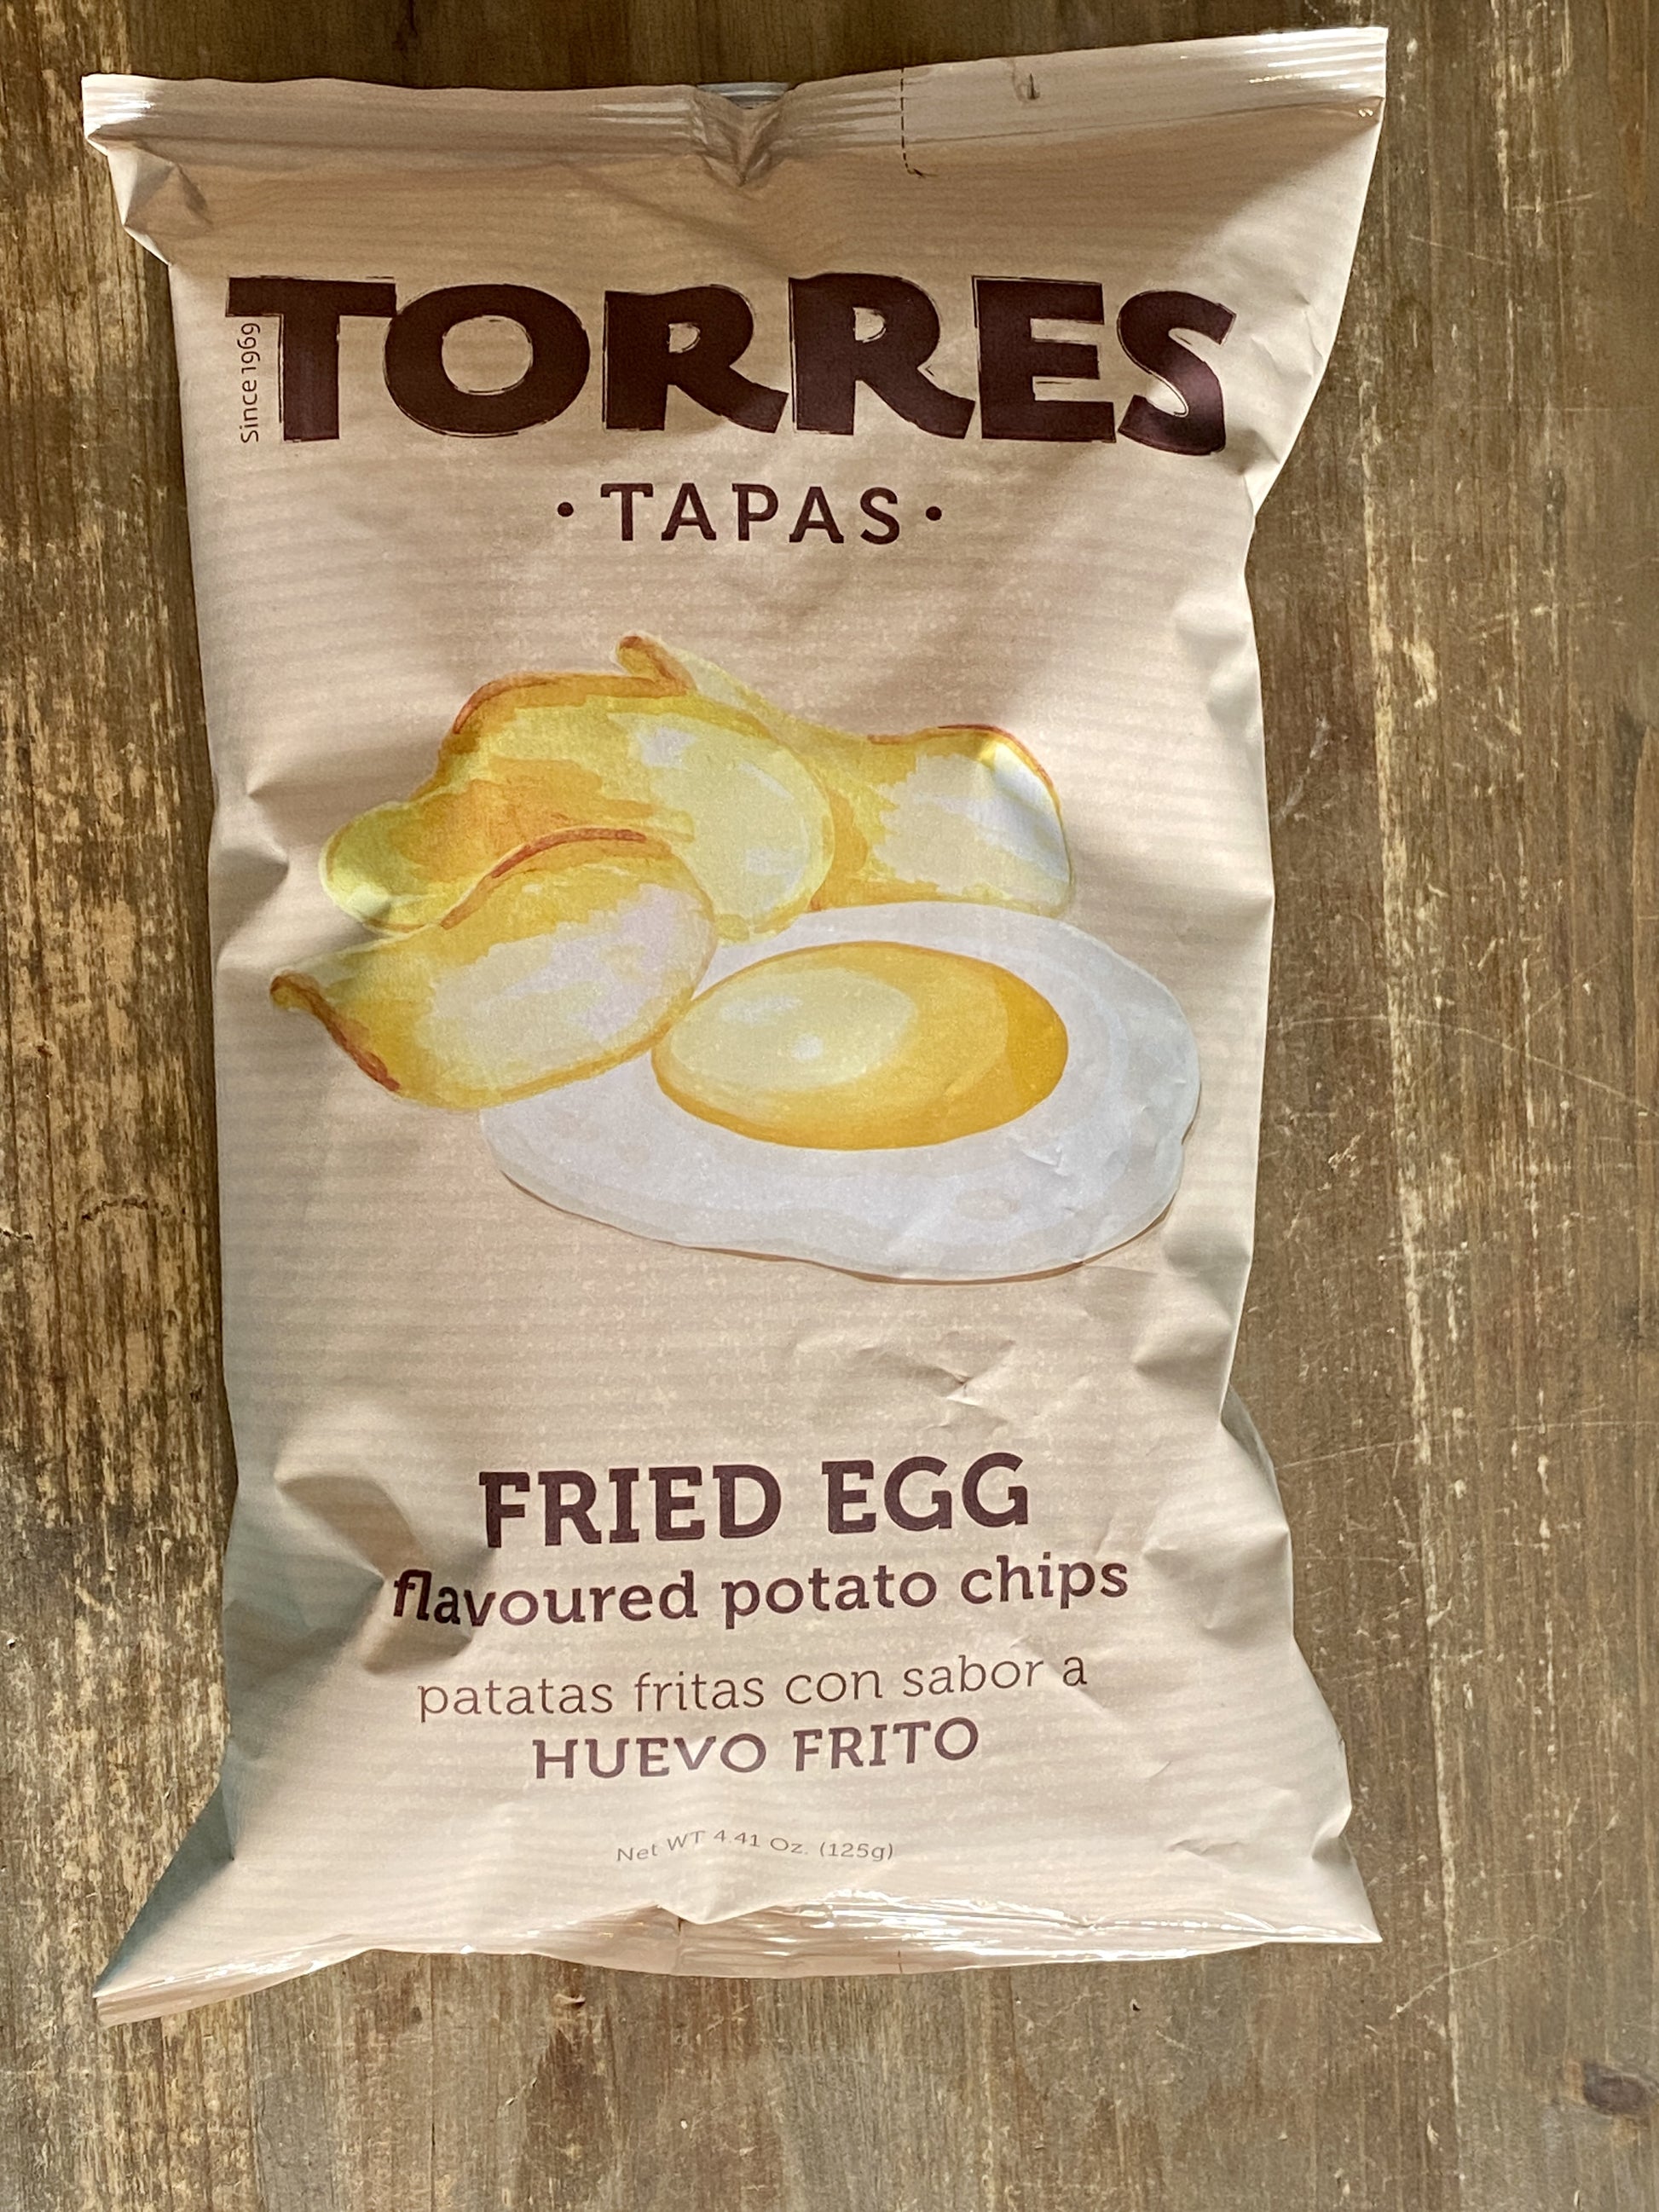 Since 1969
TORRES
· TAPAS ·
FRIED EGG
flavoured potato chips
patatas fritas con sabor a
HUEVO FRITO
Net WT 4.41 Oz. (125g)